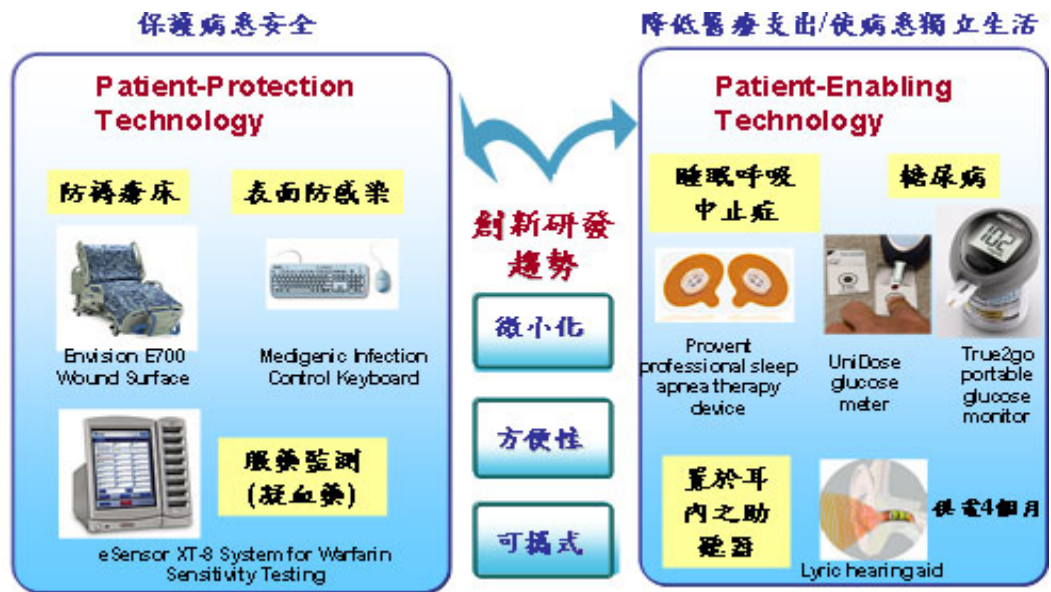 保護病患安全
降低醫療支出/使病患獨立生活
Patient-Protection
Technology
防褥瘡床
表面防感染
Envision E700
Wound Surface
Medigenic Infection
Control Keyboard
服藥監測
(凝血藥)
eSensor XT-8 System for Warfarin
Sensitivity Testing
創新研發
趨勢
微小化
方便性
可攜式
Patient-Enabling
Technology
睡眠呼吸
中止症
糖尿病
102
Provent
professional sleep
apnea therapy
device
UniDose
glucose
meter
True2go
portable
glucose
monitor
置於耳
內之助
聽器
供電4個月
Lyric hearing aid